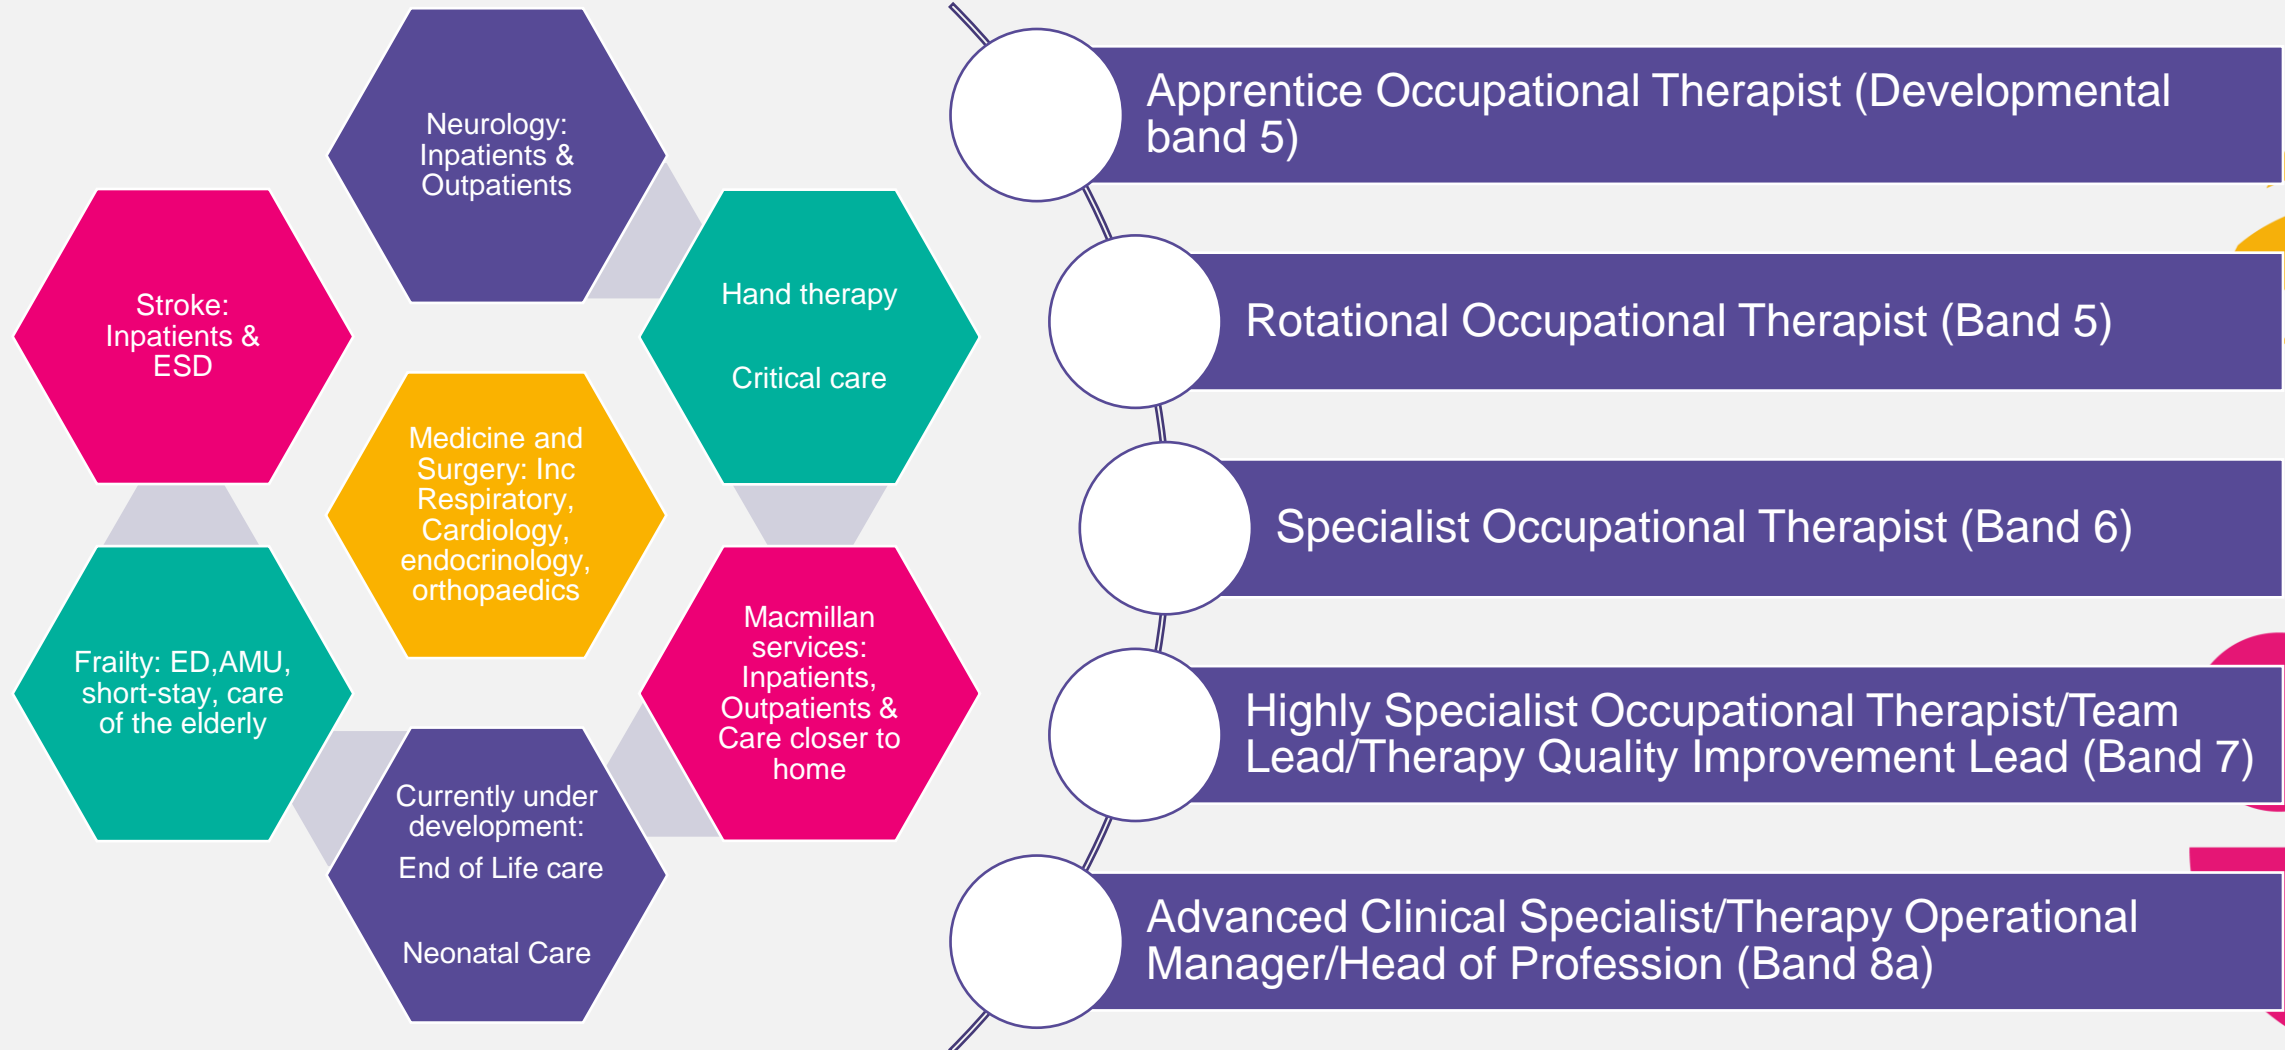 Neurology:
Inpatients &
Outpatients
Stroke:
Inpatients &
ESD
Hand therapy
Critical care
Medicine and
Surgery: Inc
Respiratory,
Cardiology,
endocrinology,
orthopaedics
Frailty: ED,AMU,
short-stay, care
of the elderly
Macmillan
services:
Inpatients,
Outpatients &
Care closer to
home
Currently under
development:
End of Life care
Neonatal Care
Apprentice Occupational Therapist (Developmental
band 5)
Rotational Occupational Therapist (Band 5)
Specialist Occupational Therapist (Band 6)
Highly Specialist Occupational Therapist/Team
Lead/Therapy Quality Improvement Lead (Band 7)
Advanced Clinical Specialist/Therapy Operational
Manager/Head of Profession (Band 8a)